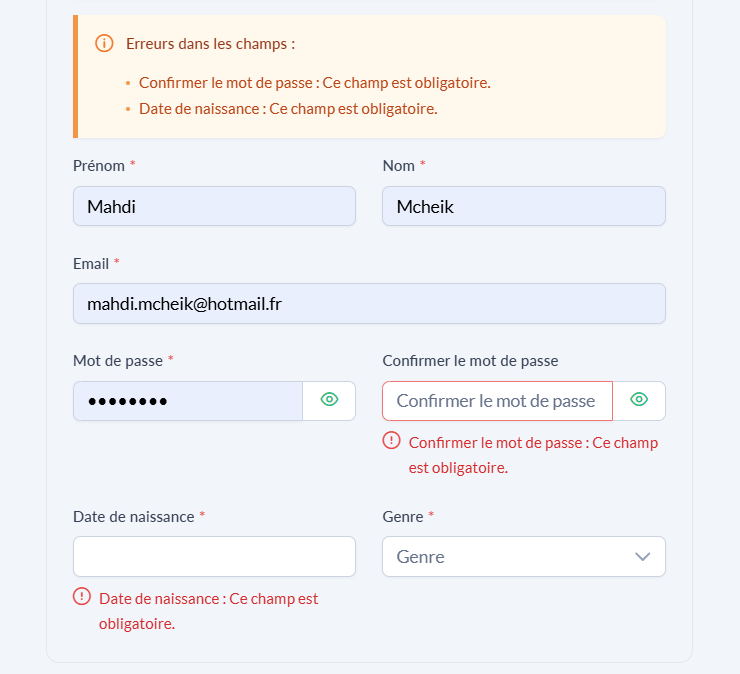 Erreurs dans les champs :
• Confirmer le mot de passe : Ce champ est obligatoire.
• Date de naissance : Ce champ est obligatoire.
Prénom *
Nom *
Mahdi
Mcheik
Email *
mahdi.mcheik@hotmail.fr
Mot de passe *
Confirmer le mot de passe
••••••••
Confirmer le mot de passe
Confirmer le mot de passe : Ce champ
est obligatoire.
Date de naissance *
Genre *
Genre
Date de naissance : Ce champ est
obligatoire.